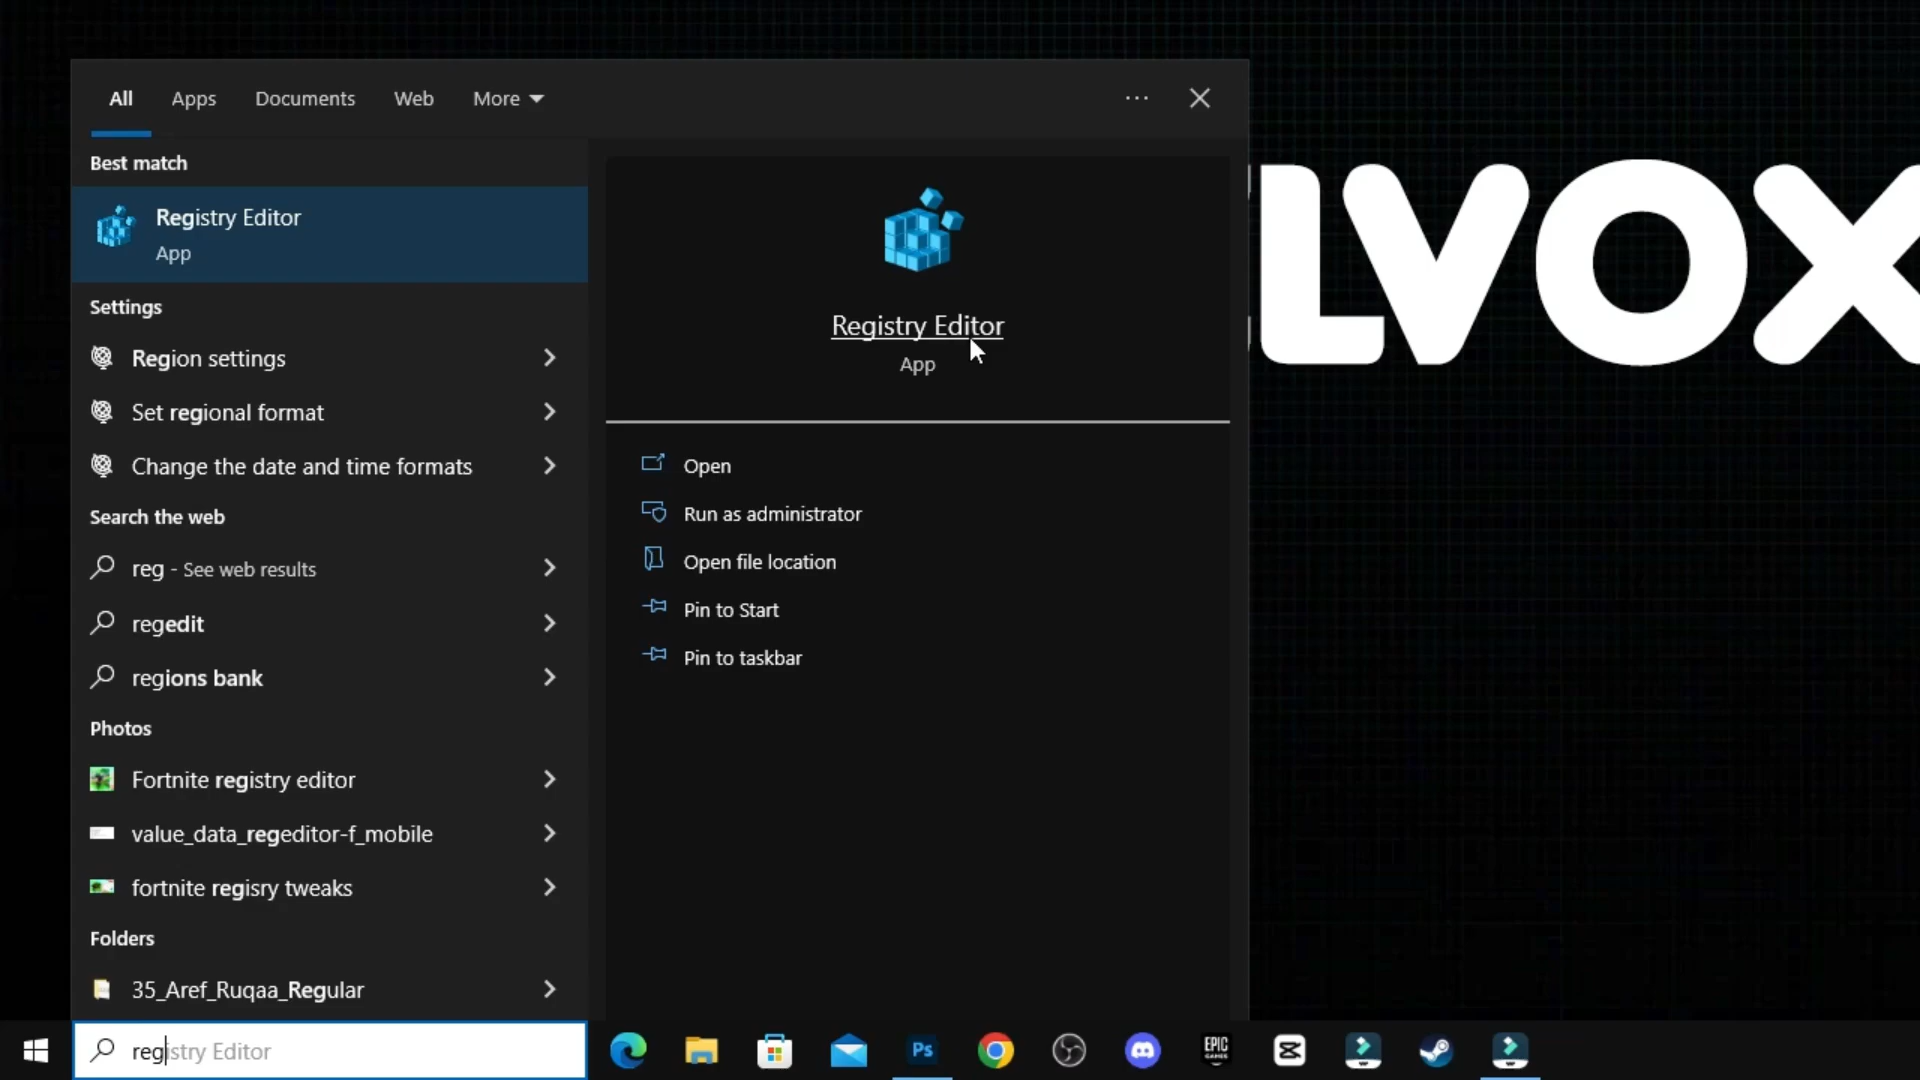 All Apps Documents Web More
Best match
Registry Editor
App
Settings
Region settings
Set regional format
Change the date and time formats
Search the web
reg - See web results
regedit
regions bank
Photos
Fortnite registry editor
value_data_regeditor-f_mobile
fortnite regisry tweaks
Folders
35_Aref_Ruqaa_Regular
registry Editor
Registry Editor
App
Open
Run as administrator
Open file location
Pin to Start
Pin to taskbar
LVOX
Ps
EPIC
GAMES